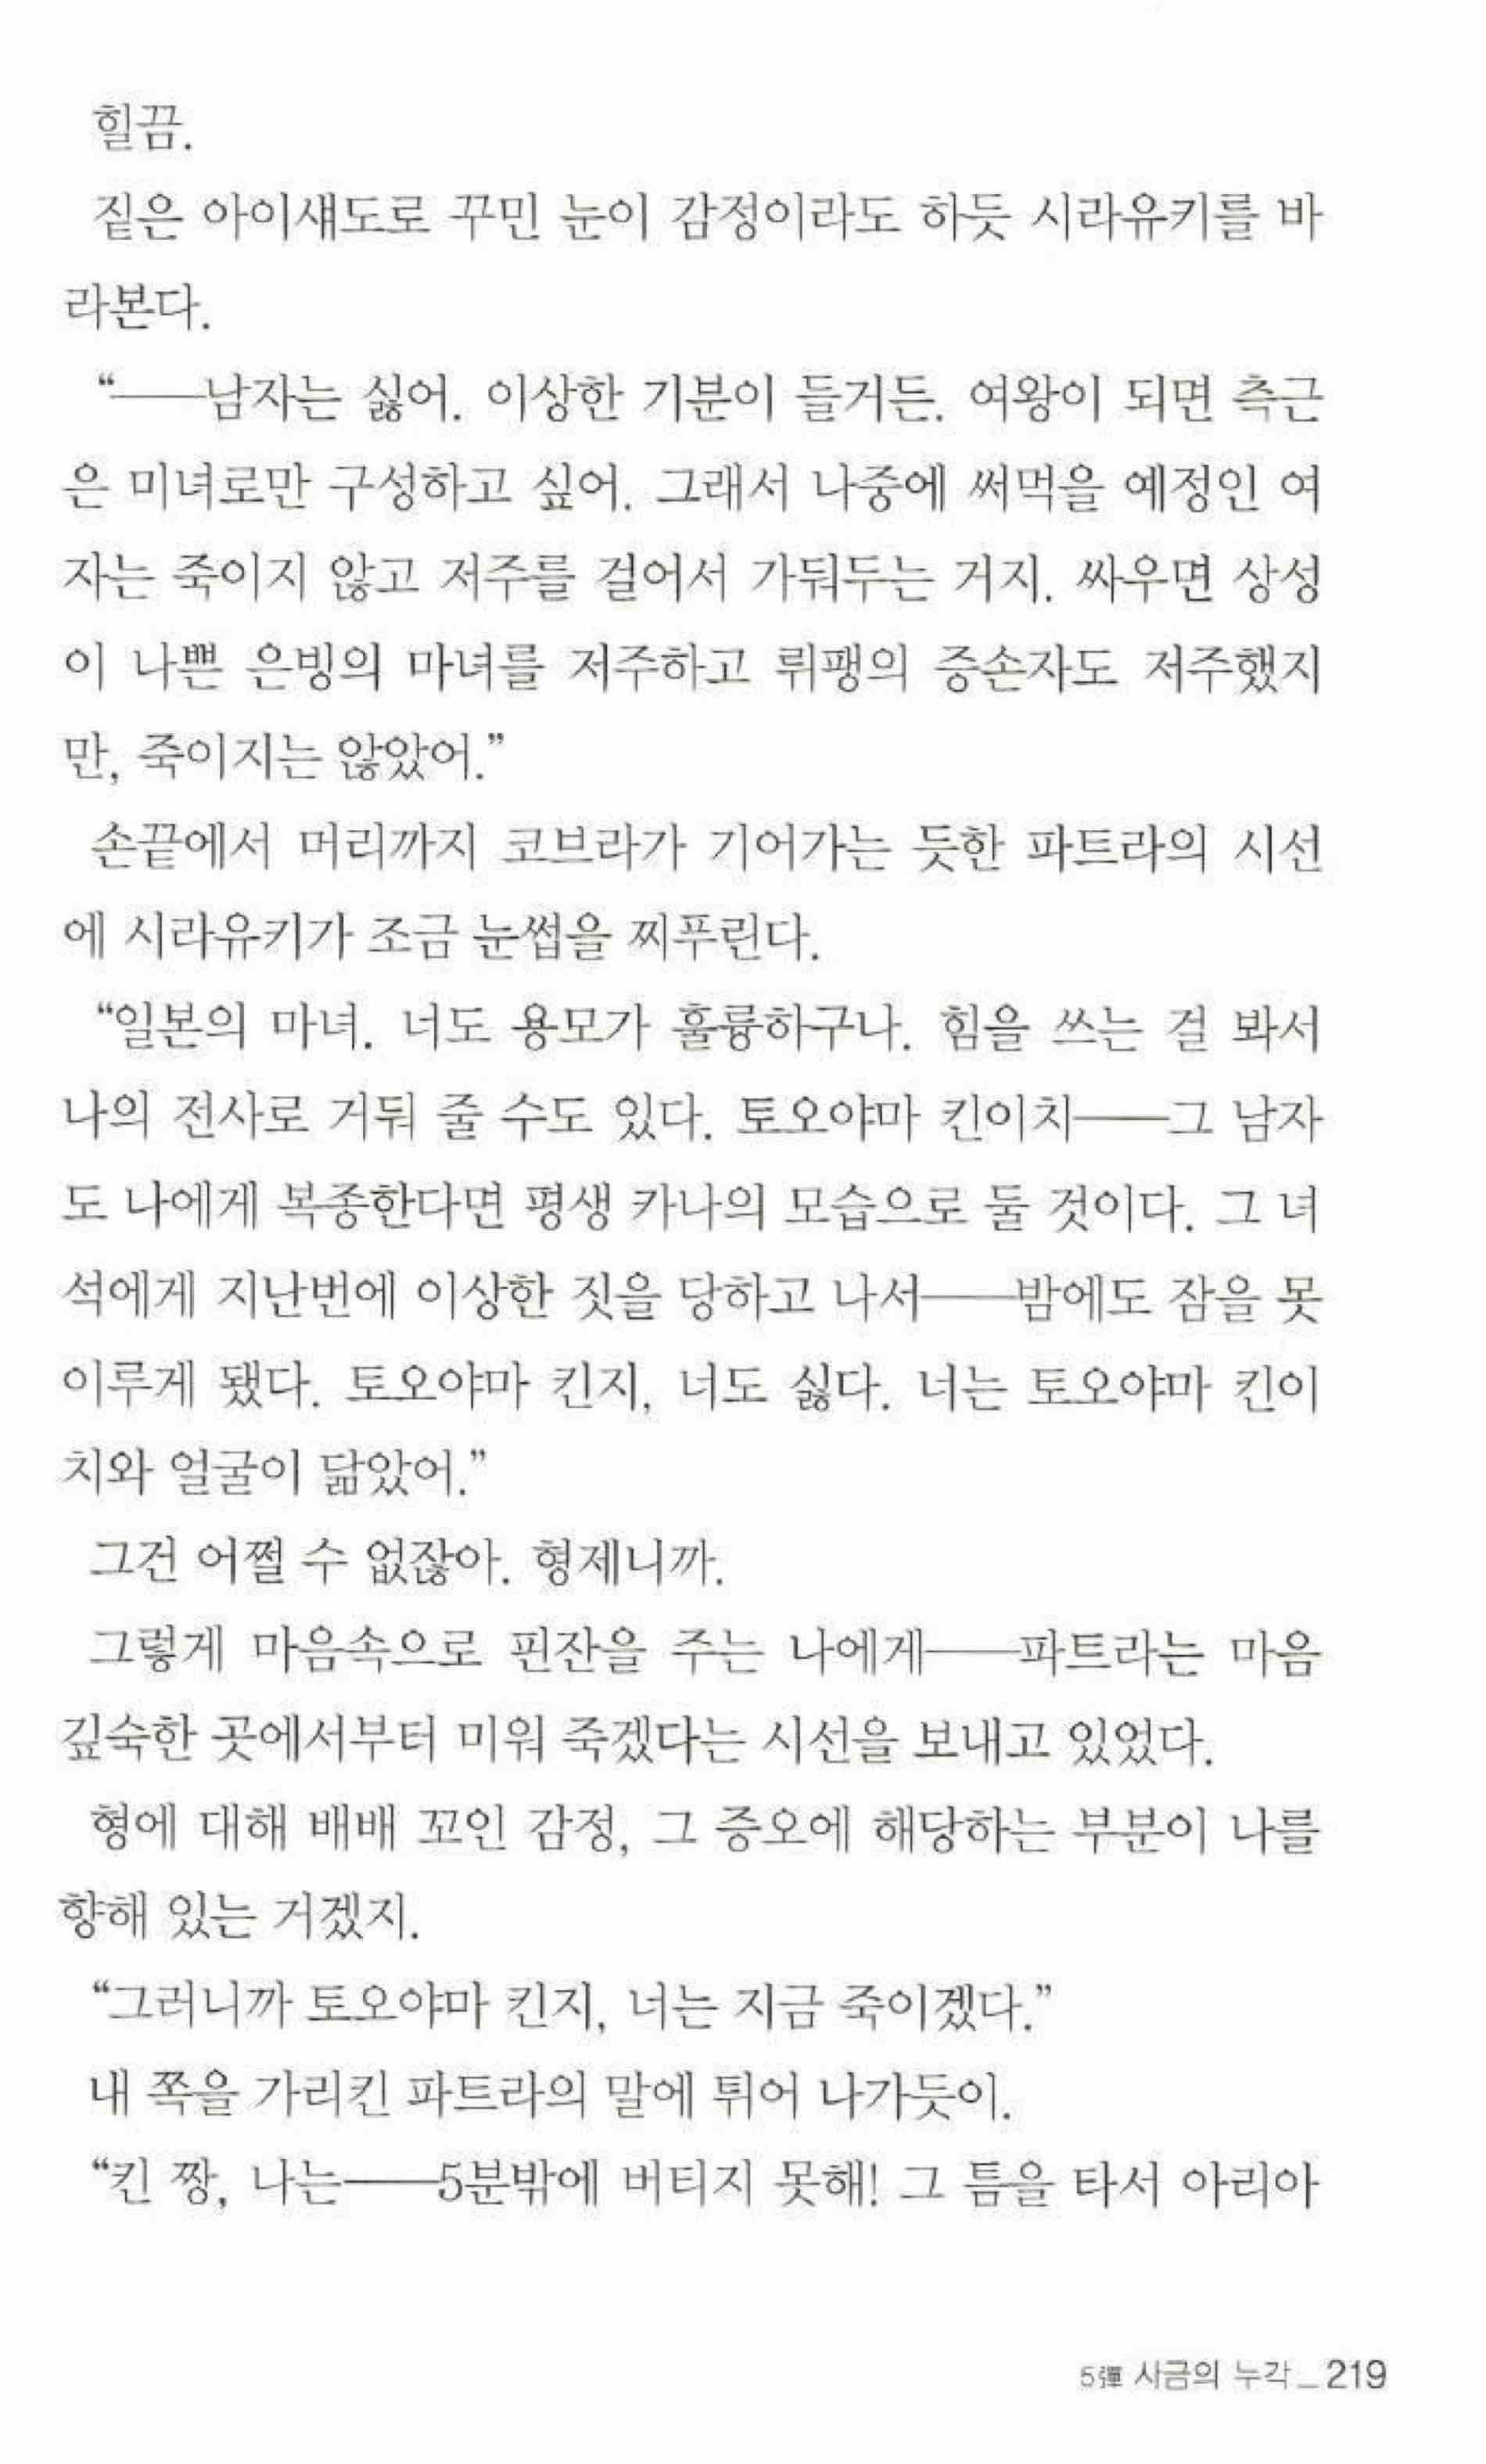 힐끔.
짙은 아이섀도로 꾸민 눈이 감정이라도 하듯 시라유키를 바
라본다.
“──남자는 싫어. 이상한 기분이 들거든. 여왕이 되면 측근
은 미녀로만 구성하고 싶어. 그래서 나중에 써먹을 예정인 여
자는 죽이지 않고 저주를 걸어서 가둬두는 거지. 싸우면 상성
이 나쁜 은빙의 마녀를 저주하고 뤼팽의 증손자도 저주했지
만, 죽이지는 않았어.”
손끝에서 머리까지 코브라가 기어가는 듯한 파트라의 시선
에 시라유키가 조금 눈썹을 찌푸린다.
“일본의 마녀. 너도 용모가 훌륭하구나. 힘을 쓰는 걸 봐서
나의 전사로 거둬 줄 수도 있다. 토오야마 킨이치──그 남자
도 나에게 복종한다면 평생 카나의 모습으로 둘 것이다. 그 녀
석에게 지난번에 이상한 짓을 당하고 나서──밤에도 잠을 못
이루게 됐다. 토오야마 킨지, 너도 싫다. 너는 토오야마 킨이
치와 얼굴이 닮았어.”
그건 어쩔 수 없잖아. 형제니까.
그렇게 마음속으로 핀잔을 주는 나에게──파트라는 마음
깊숙한 곳에서부터 미워 죽겠다는 시선을 보내고 있었다.
형에 대해 배배 꼬인 감정, 그 증오에 해당하는 부분이 나를
향해 있는 거겠지.
“그러니까 토오야마 킨지, 너는 지금 죽이겠다.”
내 쪽을 가리킨 파트라의 말에 튀어 나가듯이.
“킨 짱, 나는──5분밖에 버티지 못해! 그 틈을 타서 아리아
5彈 사금의 누각_219